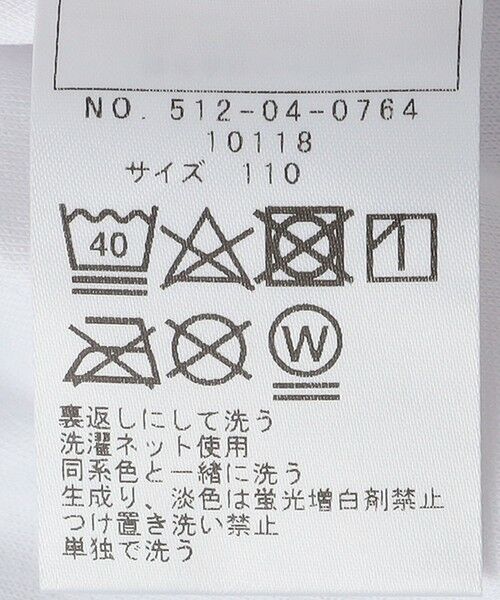 NO. 512-04-0764
10118
サイズ 110
40
W
裏返しにして洗う
洗濯ネット使用
同系色と一緒に洗う
生成り、淡色は蛍光増白剤禁止
つけ置き洗い禁止
単独で洗う